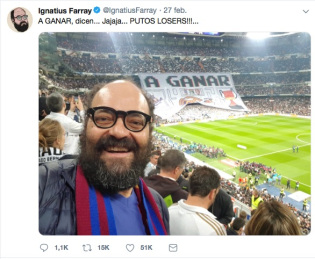 Ignatius Farray @IgnatiusFarray · 27 feb.
A GANAR, dicen... Jajaja... PUTOS LOSERS!!!...
A GANAR
1,1K 15K 51K